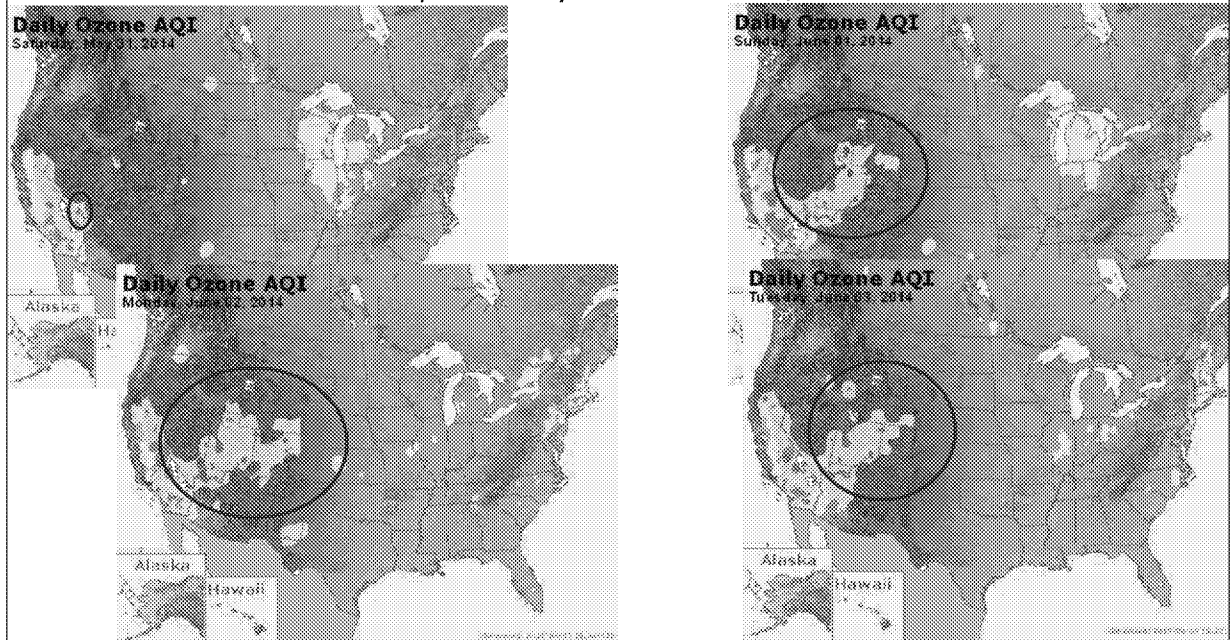 Daily Ozone AQI
Saturday, May 31, 2014
Alaska
Ha
Daily Ozone AQI
Sunday, June 01, 2014
Daily Ozone AQI
Monday, June 02, 2014
Alaska
Hawaii
Daily Ozone AQI
Tuesday, June 03, 2014
Alaska
Hawaii